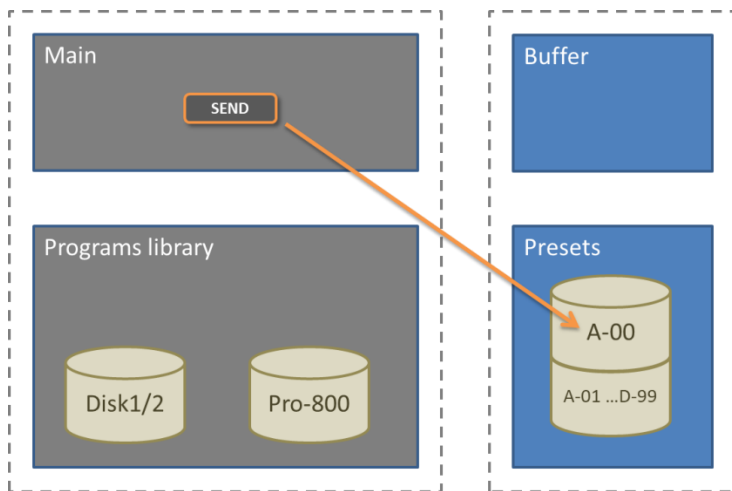 Main
SEND
Buffer
Programs library
Disk1/2
Pro-800
Presets
A-00
A-01 ...D-99